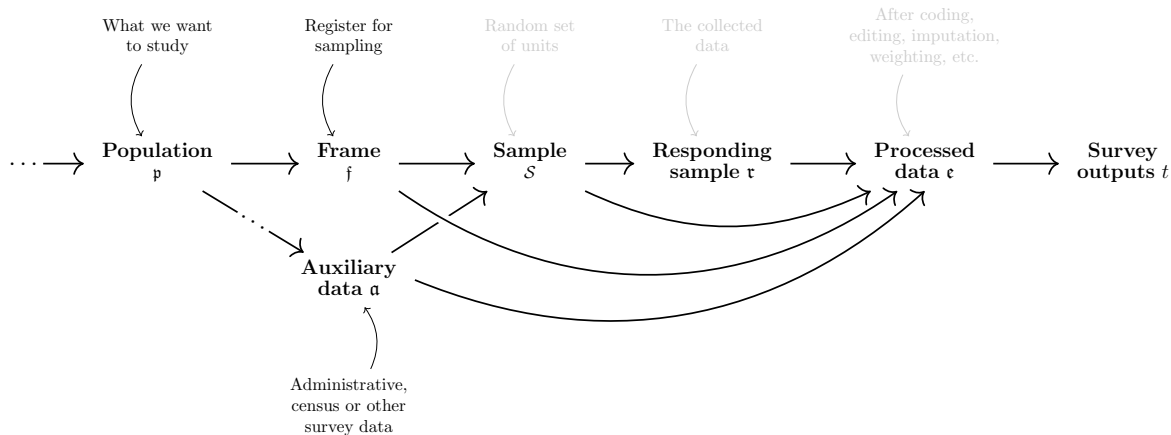 What we want
to study
Register for
sampling
Random set
of units
The collected
data
After coding,
editing, imputation,
weighting, etc.
· · ·
Population
𝔭
Frame
𝔣
Sample
𝒮
Responding
sample 𝔯
Processed
data 𝔢
Survey
outputs t
· · ·
Auxiliary
data 𝔞
Administrative,
census or other
survey data